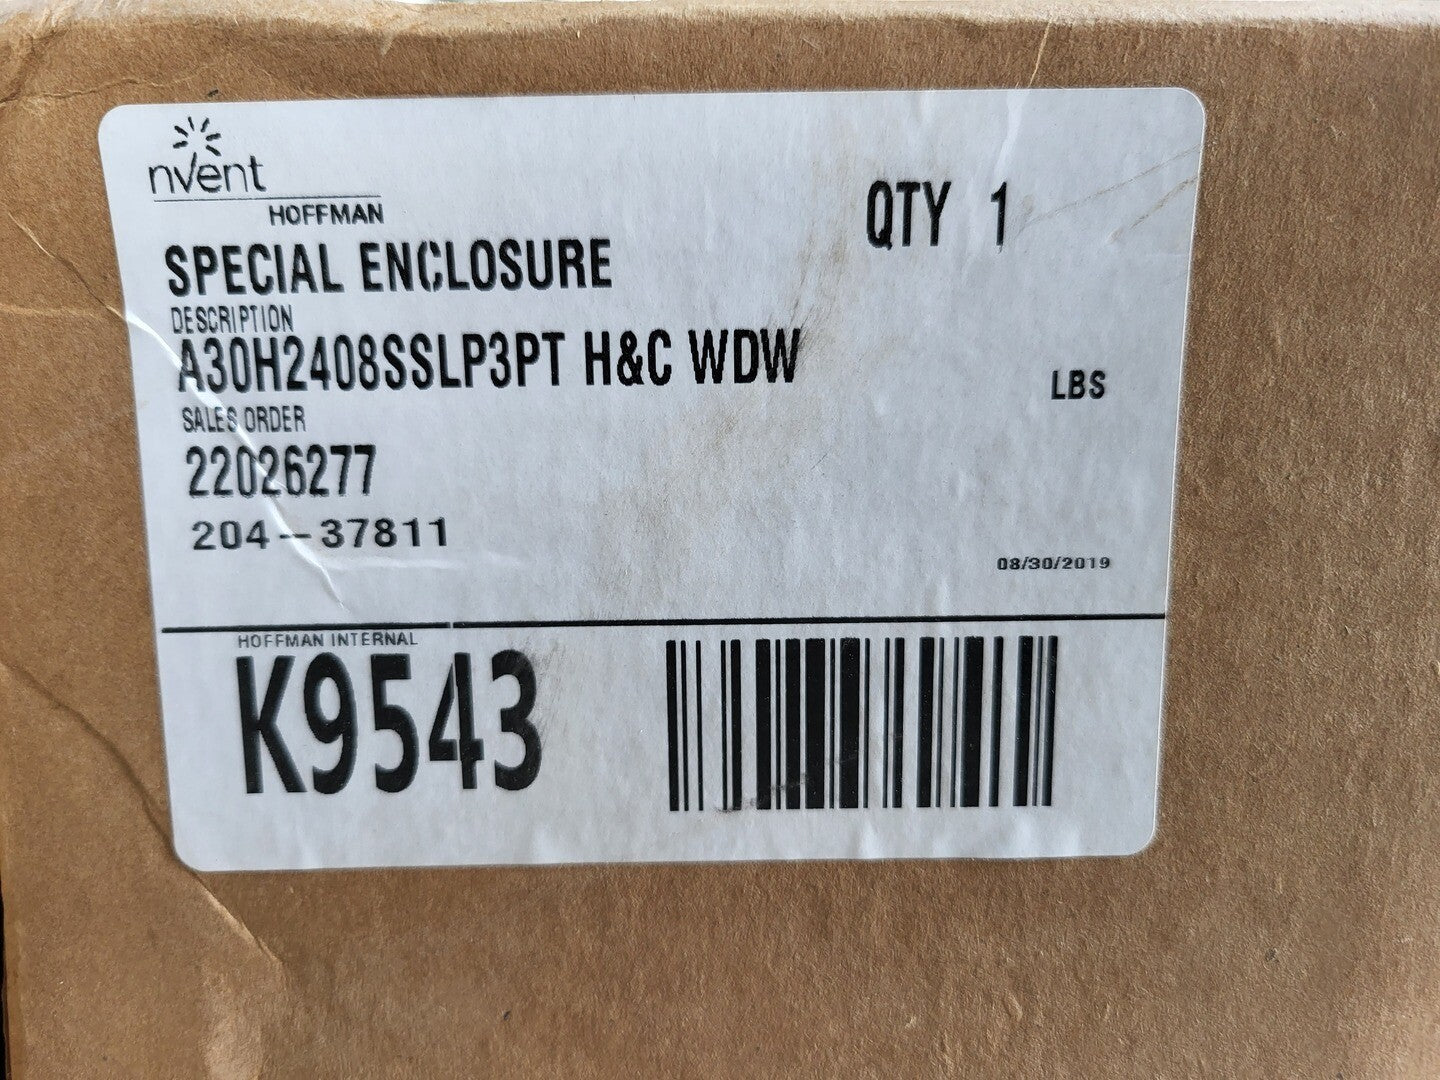 nvent
HOFFMAN
QTY 1
SPECIAL ENCLOSURE
DESCRIPTION
A30H2408SSLP3PT H&C WDW
LBS
SALES ORDER
22026277
204-37811
08/30/2019
HOFFMAN INTERNAL
K9543